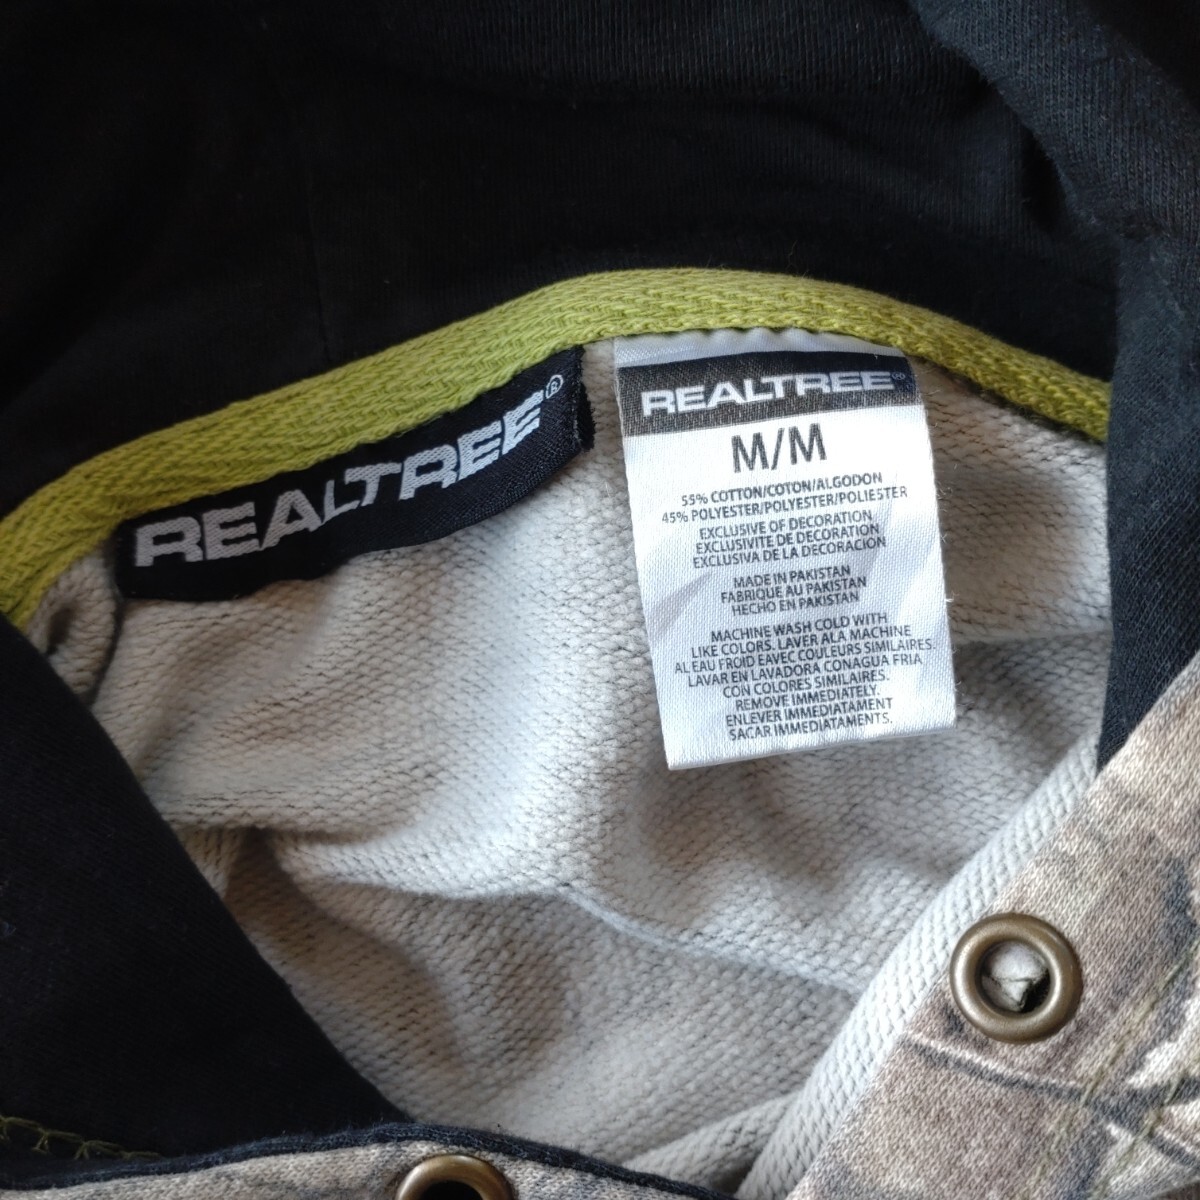 REALTREE®
REALTREE®
M/M
55% COTTON/COTON/ALGODON
45% POLYESTER/POLYESTER/POLIESTER
EXCLUSIVE OF DECORATION
EXCLUSIVITE DE DECORATION
EXCLUSIVA DE LA DECORACION
MADE IN PAKISTAN
FABRIQUE AU PAKISTAN
HECHO EN PAKISTAN
MACHINE WASH COLD WITH
LIKE COLORS. LAVER ALA MACHINE
AL EAU FROID EAVEC COULEURS SIMILAIRES.
LAVAR EN LAVADORA CONAGUA FRIA
CON COLORES SIMILARES.
REMOVE IMMEDIATELY.
ENLEVER IMMEDIATAMENT
SACAR IMMEDIATAMENTS.